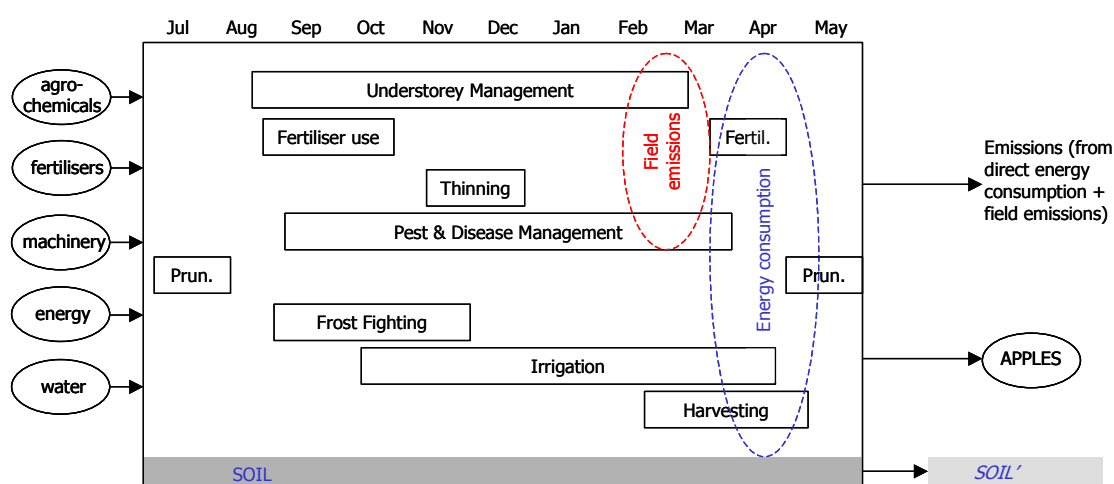 Jul Aug Sep Oct Nov Dec Jan Feb Mar Apr May
agro-
chemicals
Understorey Management
fertilisers
Fertiliser use
Field
emissions
Fertil.
Emissions (from
direct energy
consumption +
field emissions)
Thinning
machinery
Pest & Disease Management
Energy consumption
Prun.
Prun.
energy
Frost Fighting
Irrigation
APPLES
water
Harvesting
SOIL
SOIL’